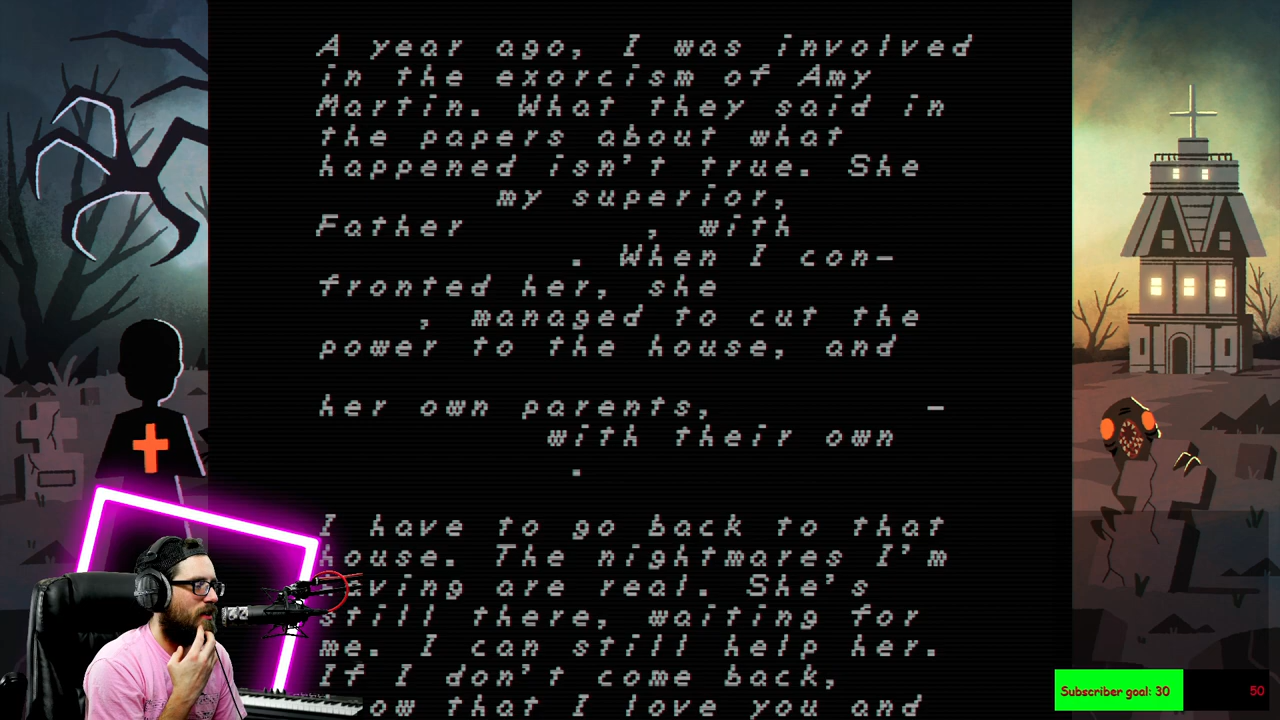 A year ago, I was involved
in the exorcism of Amy
Martin. What they said in
the papers about what
happened isn't true. She
my superior,
Father , with
. When I con-
fronted her, she
, managed to cut the
power to the house, and
her own parents, -
with their own
.
I have to go back to that
house. The nightmares I'm
are real. She's
still there, waiting for
me. I can still help her.
If I don't come back,
that I love you and
Subscriber goal: 30
50